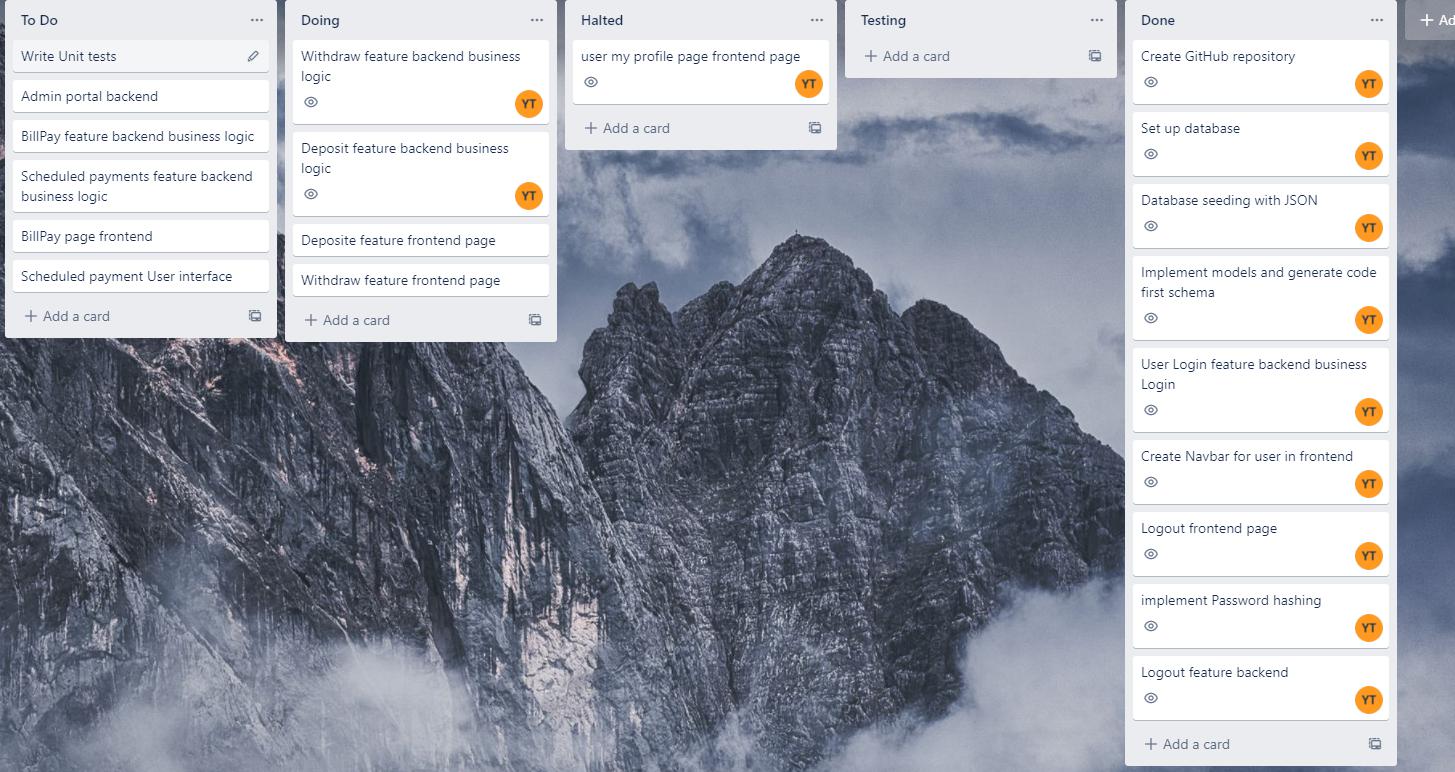 To Do
Write Unit tests
Admin portal backend
BillPay feature backend business logic
Scheduled payments feature backend
business logic
BillPay page frontend
Scheduled payment User interface
+ Add a card
Doing
Withdraw feature backend business
logic
YT
Deposit feature backend business
logic
YT
Deposite feature frontend page
Withdraw feature frontend page
+ Add a card
Halted
user my profile page frontend page
YT
+ Add a card
Testing
+ Add a card
Done
Create GitHub repository
YT
Set up database
YT
Database seeding with JSON
YT
Implement models and generate code
first schema
YT
User Login feature backend business
Login
YT
Create Navbar for user in frontend
YT
Logout frontend page
YT
implement Password hashing
YT
Logout feature backend
YT
+ Add a card
+ Ad